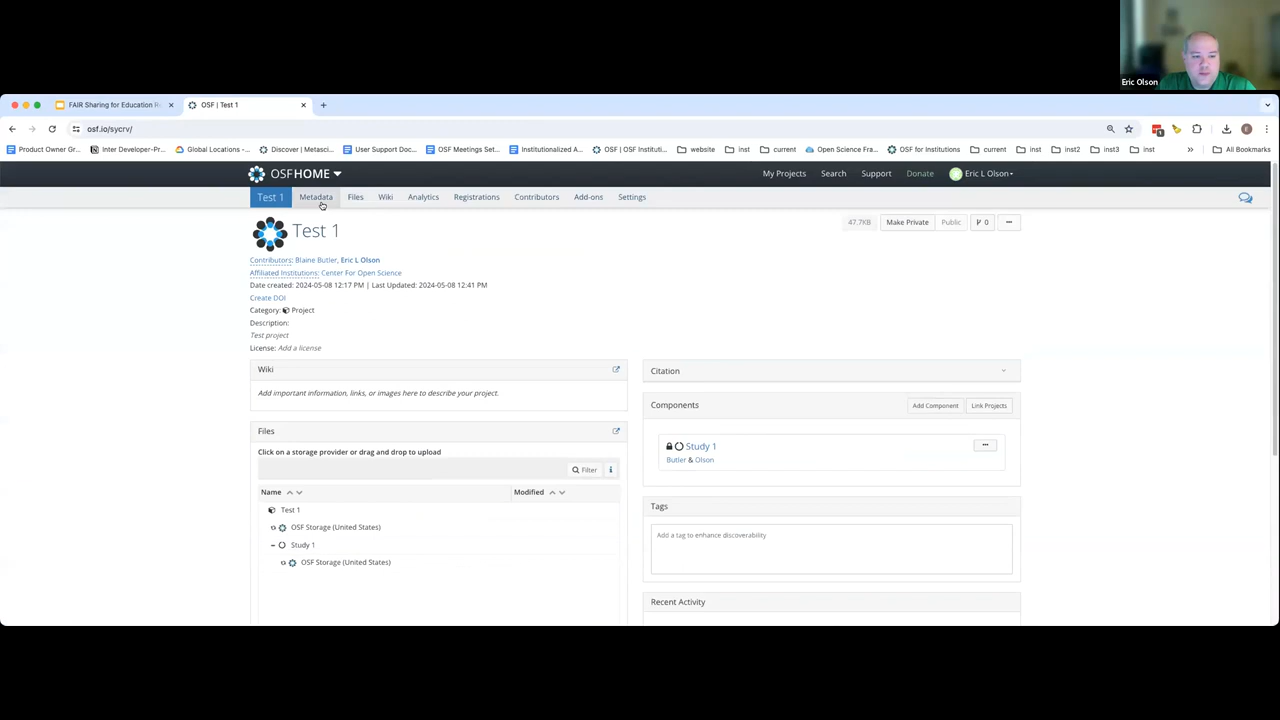 Eric Olson
FAIR Sharing for Education Re
OSF | Test 1
osf.io/sycrv/
Product Owner Gr...
Inter Developer-Pr...
Global Locations -...
Discover | Metasci...
User Support Doc...
OSF Meetings Set...
Institutionalized A...
OSF | OSF Instituti...
website
inst
current
Open Science Fra...
OSF for Institutions
current
inst
inst2
inst3
inst
»
All Bookmarks
OSFHOME
My Projects
Search
Support
Donate
Eric L Olson
Test 1
Metadata
Files
Wiki
Analytics
Registrations
Contributors
Add-ons
Settings
Test 1
47.7KB
Make Private
Public
0
Contributors: Blaine Butler, Eric L Olson
Affiliated Institutions: Center For Open Science
Date created: 2024-05-08 12:17 PM | Last Updated: 2024-05-08 12:41 PM
Create DOI
Category: Project
Description:
Test project
License: Add a license
Wiki
Add important information, links, or images here to describe your project.
Files
Click on a storage provider or drag and drop to upload
Filter
Name
Modified
Test 1
OSF Storage (United States)
Study 1
OSF Storage (United States)
Citation
Components
Add Component
Link Projects
Study 1
Butler & Olson
Tags
Add a tag to enhance discoverability
Recent Activity